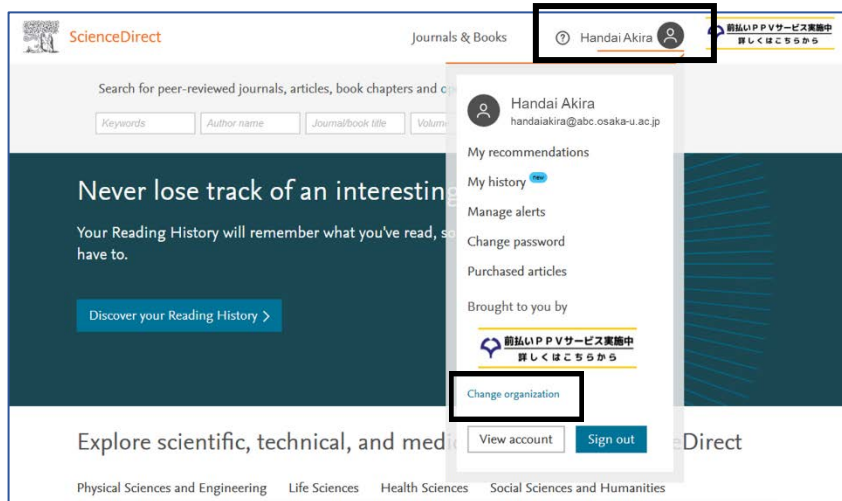 ScienceDirect
Journals & Books
? Handai Akira
前払いPPVサービス実施中
詳しくはこちらから
Search for peer-reviewed journals, articles, book chapters and op
Keywords
Author name
Journal/book title
Volum
Handai Akira
handaiakira@abc.osaka-u.ac.jp
My recommendations
My history new
Manage alerts
Change password
Purchased articles
Brought to you by
前払いPPVサービス実施中
詳しくはこちらから
Change organization
View account
Sign out
Never lose track of an interesting
Your Reading History will remember what you've read, so
have to.
Discover your Reading History >
Explore scientific, technical, and medi eDirect
Physical Sciences and Engineering
Life Sciences
Health Sciences
Social Sciences and Humanities